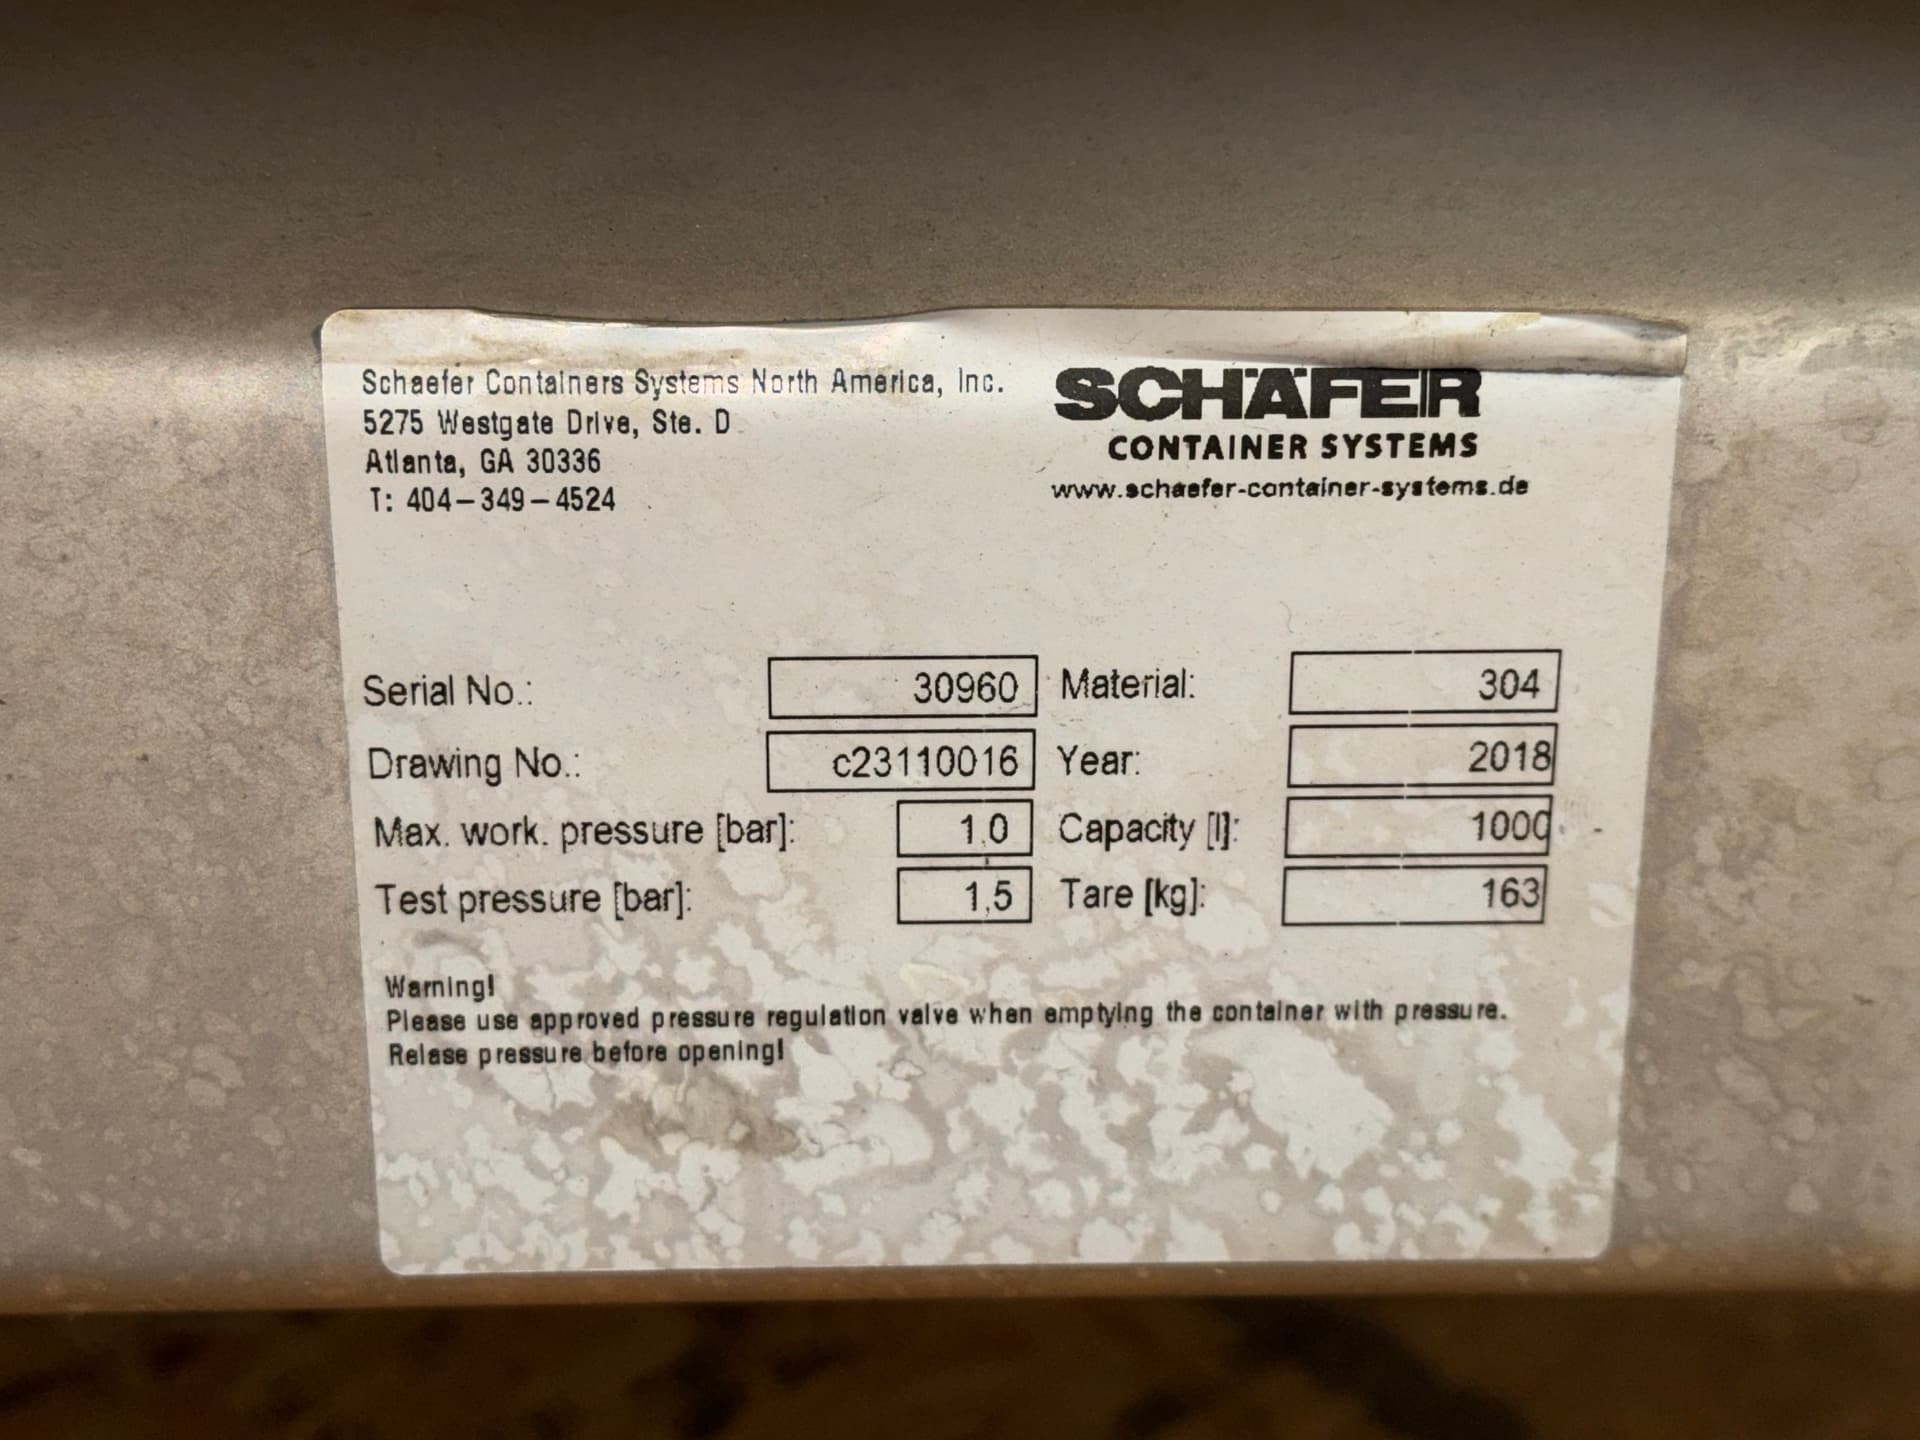 Schaefer Containers Systems North America, Inc.
5275 Westgate Drive, Ste. D
Atlanta, GA 30336
T: 404-349-4524
SCHÄFER
CONTAINER SYSTEMS
www.schaefer-container-systems.de
Serial No.: 30960 Material: 304
Drawing No.: c23110016 Year: 2018
Max. work. pressure [bar]: 1.0 Capacity [l]: 1000
Test pressure [bar]: 1.5 Tare [kg]: 163
Warning!
Please use approved pressure regulation valve when emptying the container with pressure.
Relase pressure before opening!